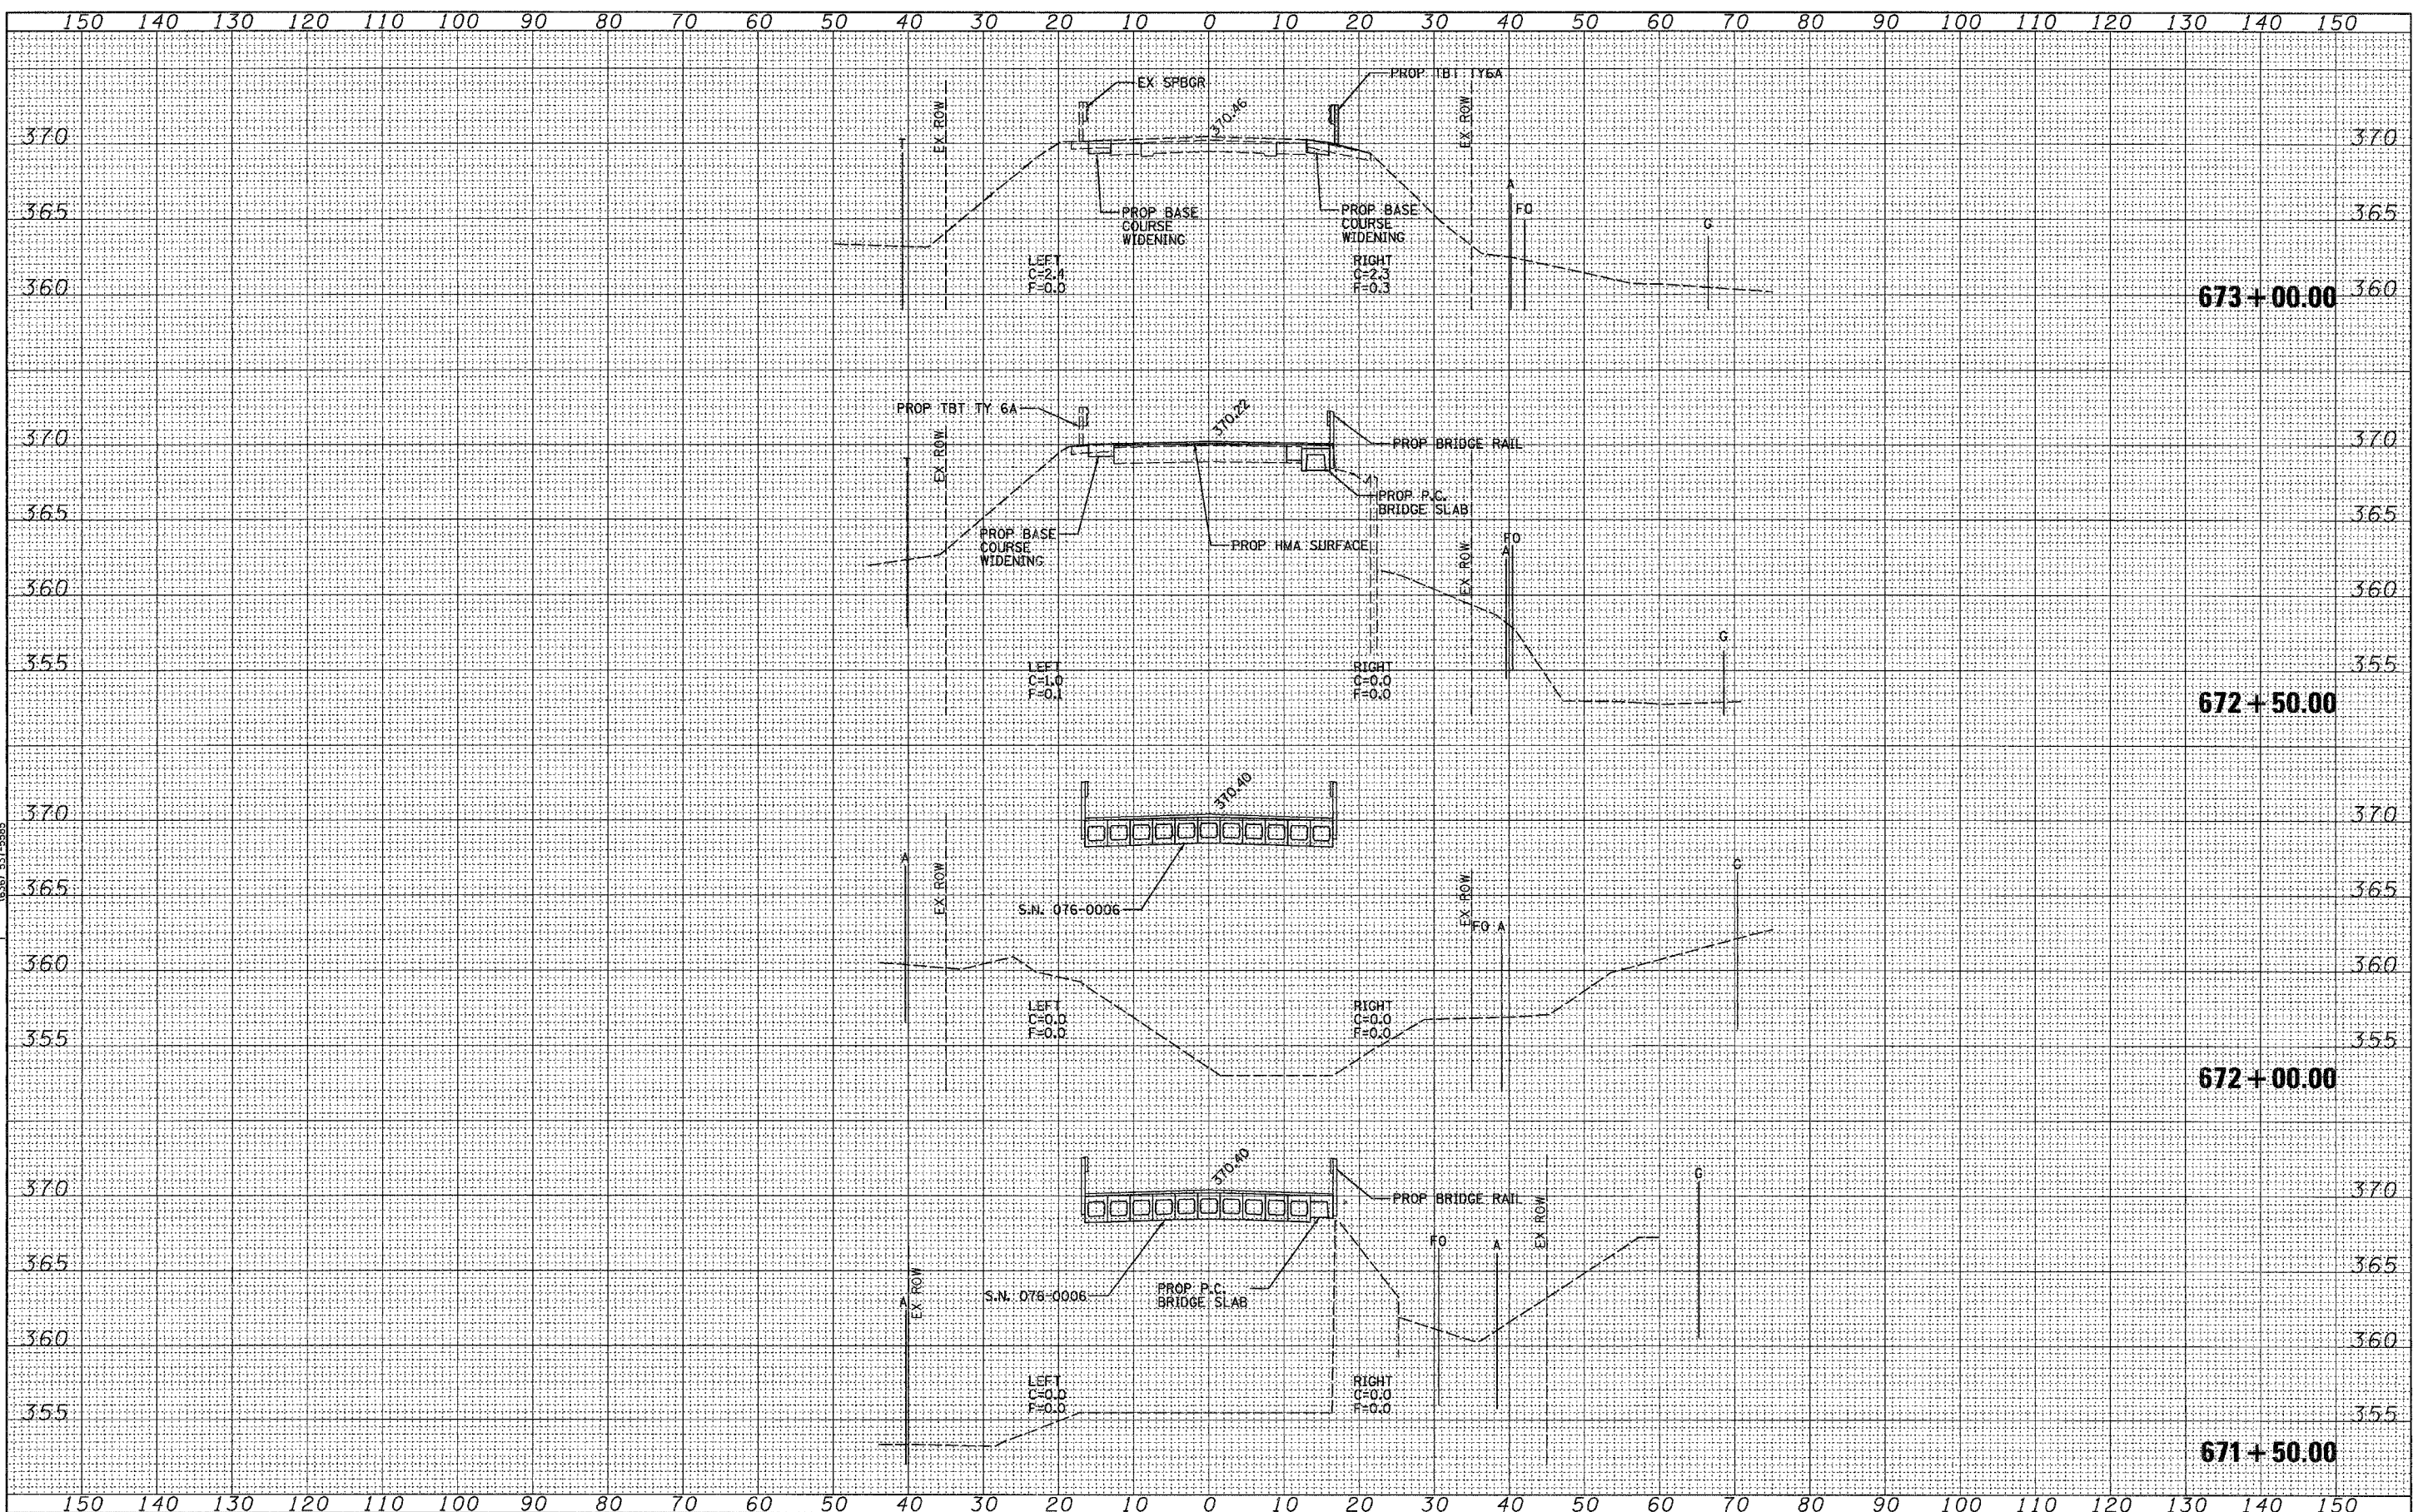 150 140 130 120 110 100 90 80 70 60 50 40 30 20 10 0 10 20 30 40 50 60 70 80 90 100 110 120 130 140 150
EX SPBGR
PROP TBT TY6A
370.46
EX ROW
EX ROW
370
370
T
A
FO
G
PROP BASE
COURSE
WIDENING
PROP BASE
COURSE
WIDENING
365
365
LEFT
C=2.4
F=0.0
RIGHT
C=2.3
F=0.3
360
360
673+00.00
PROP TBT TY 6A
370.22
PROP BRIDGE RAIL
370
370
EX ROW
T
PROP P.C.
BRIDGE SLAB
365
365
PROP BASE
COURSE
WIDENING
PROP HMA SURFACE
EX ROW
FO
A
360
360
G
LEFT
C=1.0
F=0.1
RIGHT
C=0.0
F=0.0
355
355
672+50.00
370.40
370
370
A
EX ROW
EX ROW
G
365
365
S.N. 076-0006
FO A
360
360
LEFT
C=0.0
F=0.0
RIGHT
C=0.0
F=0.0
355
355
672+00.00
370.40
G
370
370
PROP BRIDGE RAIL
EX ROW
FO
A
365
365
EX ROW
A
S.N. 076-0006
PROP P.C.
BRIDGE SLAB
360
360
LEFT
C=0.0
F=0.0
RIGHT
C=0.0
F=0.0
355
355
671+50.00
150 140 130 120 110 100 90 80 70 60 50 40 30 20 10 0 10 20 30 40 50 60 70 80 90 100 110 120 130 140 150